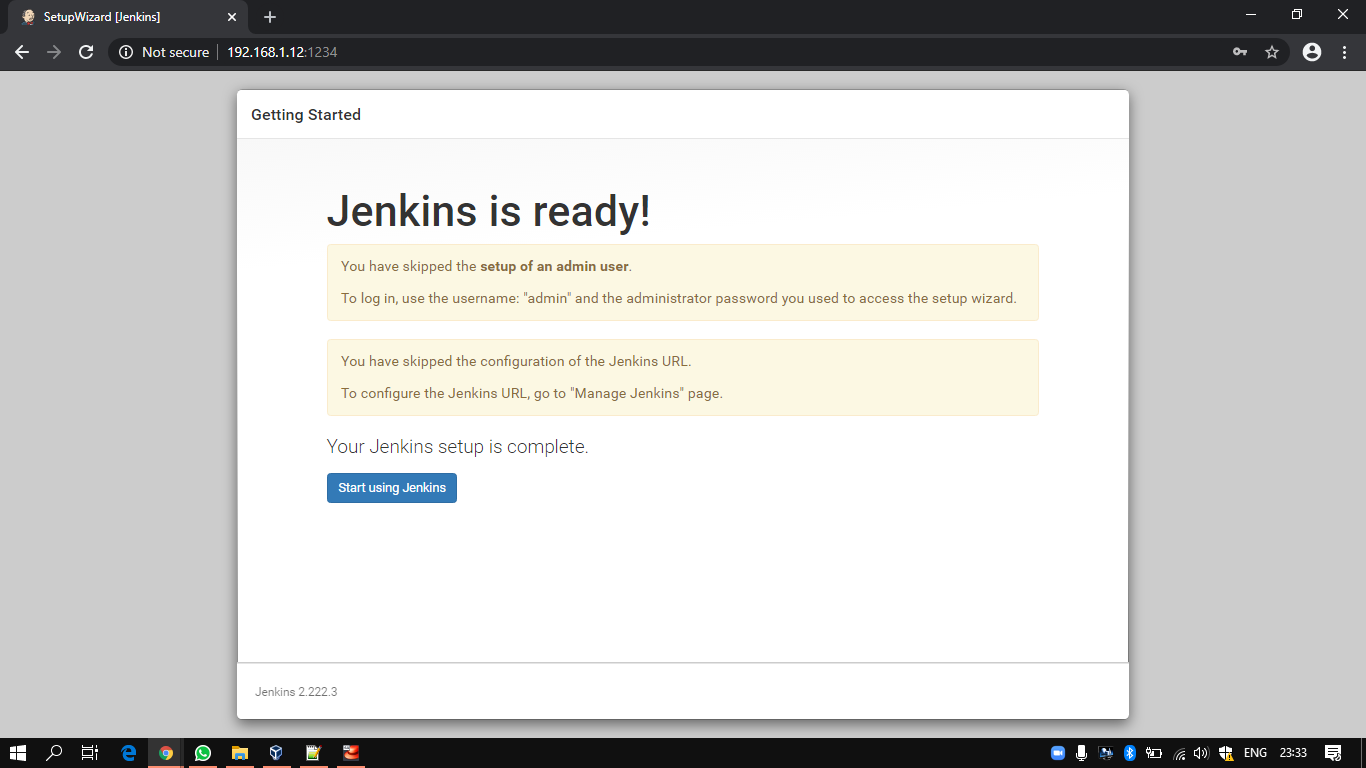 SetupWizard [Jenkins]
Not secure
192.168.1.12:1234
Getting Started
Jenkins is ready!
You have skipped the setup of an admin user.
To log in, use the username: "admin" and the administrator password you used to access the setup wizard.
You have skipped the configuration of the Jenkins URL.
To configure the Jenkins URL, go to "Manage Jenkins" page.
Your Jenkins setup is complete.
Start using Jenkins
Jenkins 2.222.3
ENG
23:33